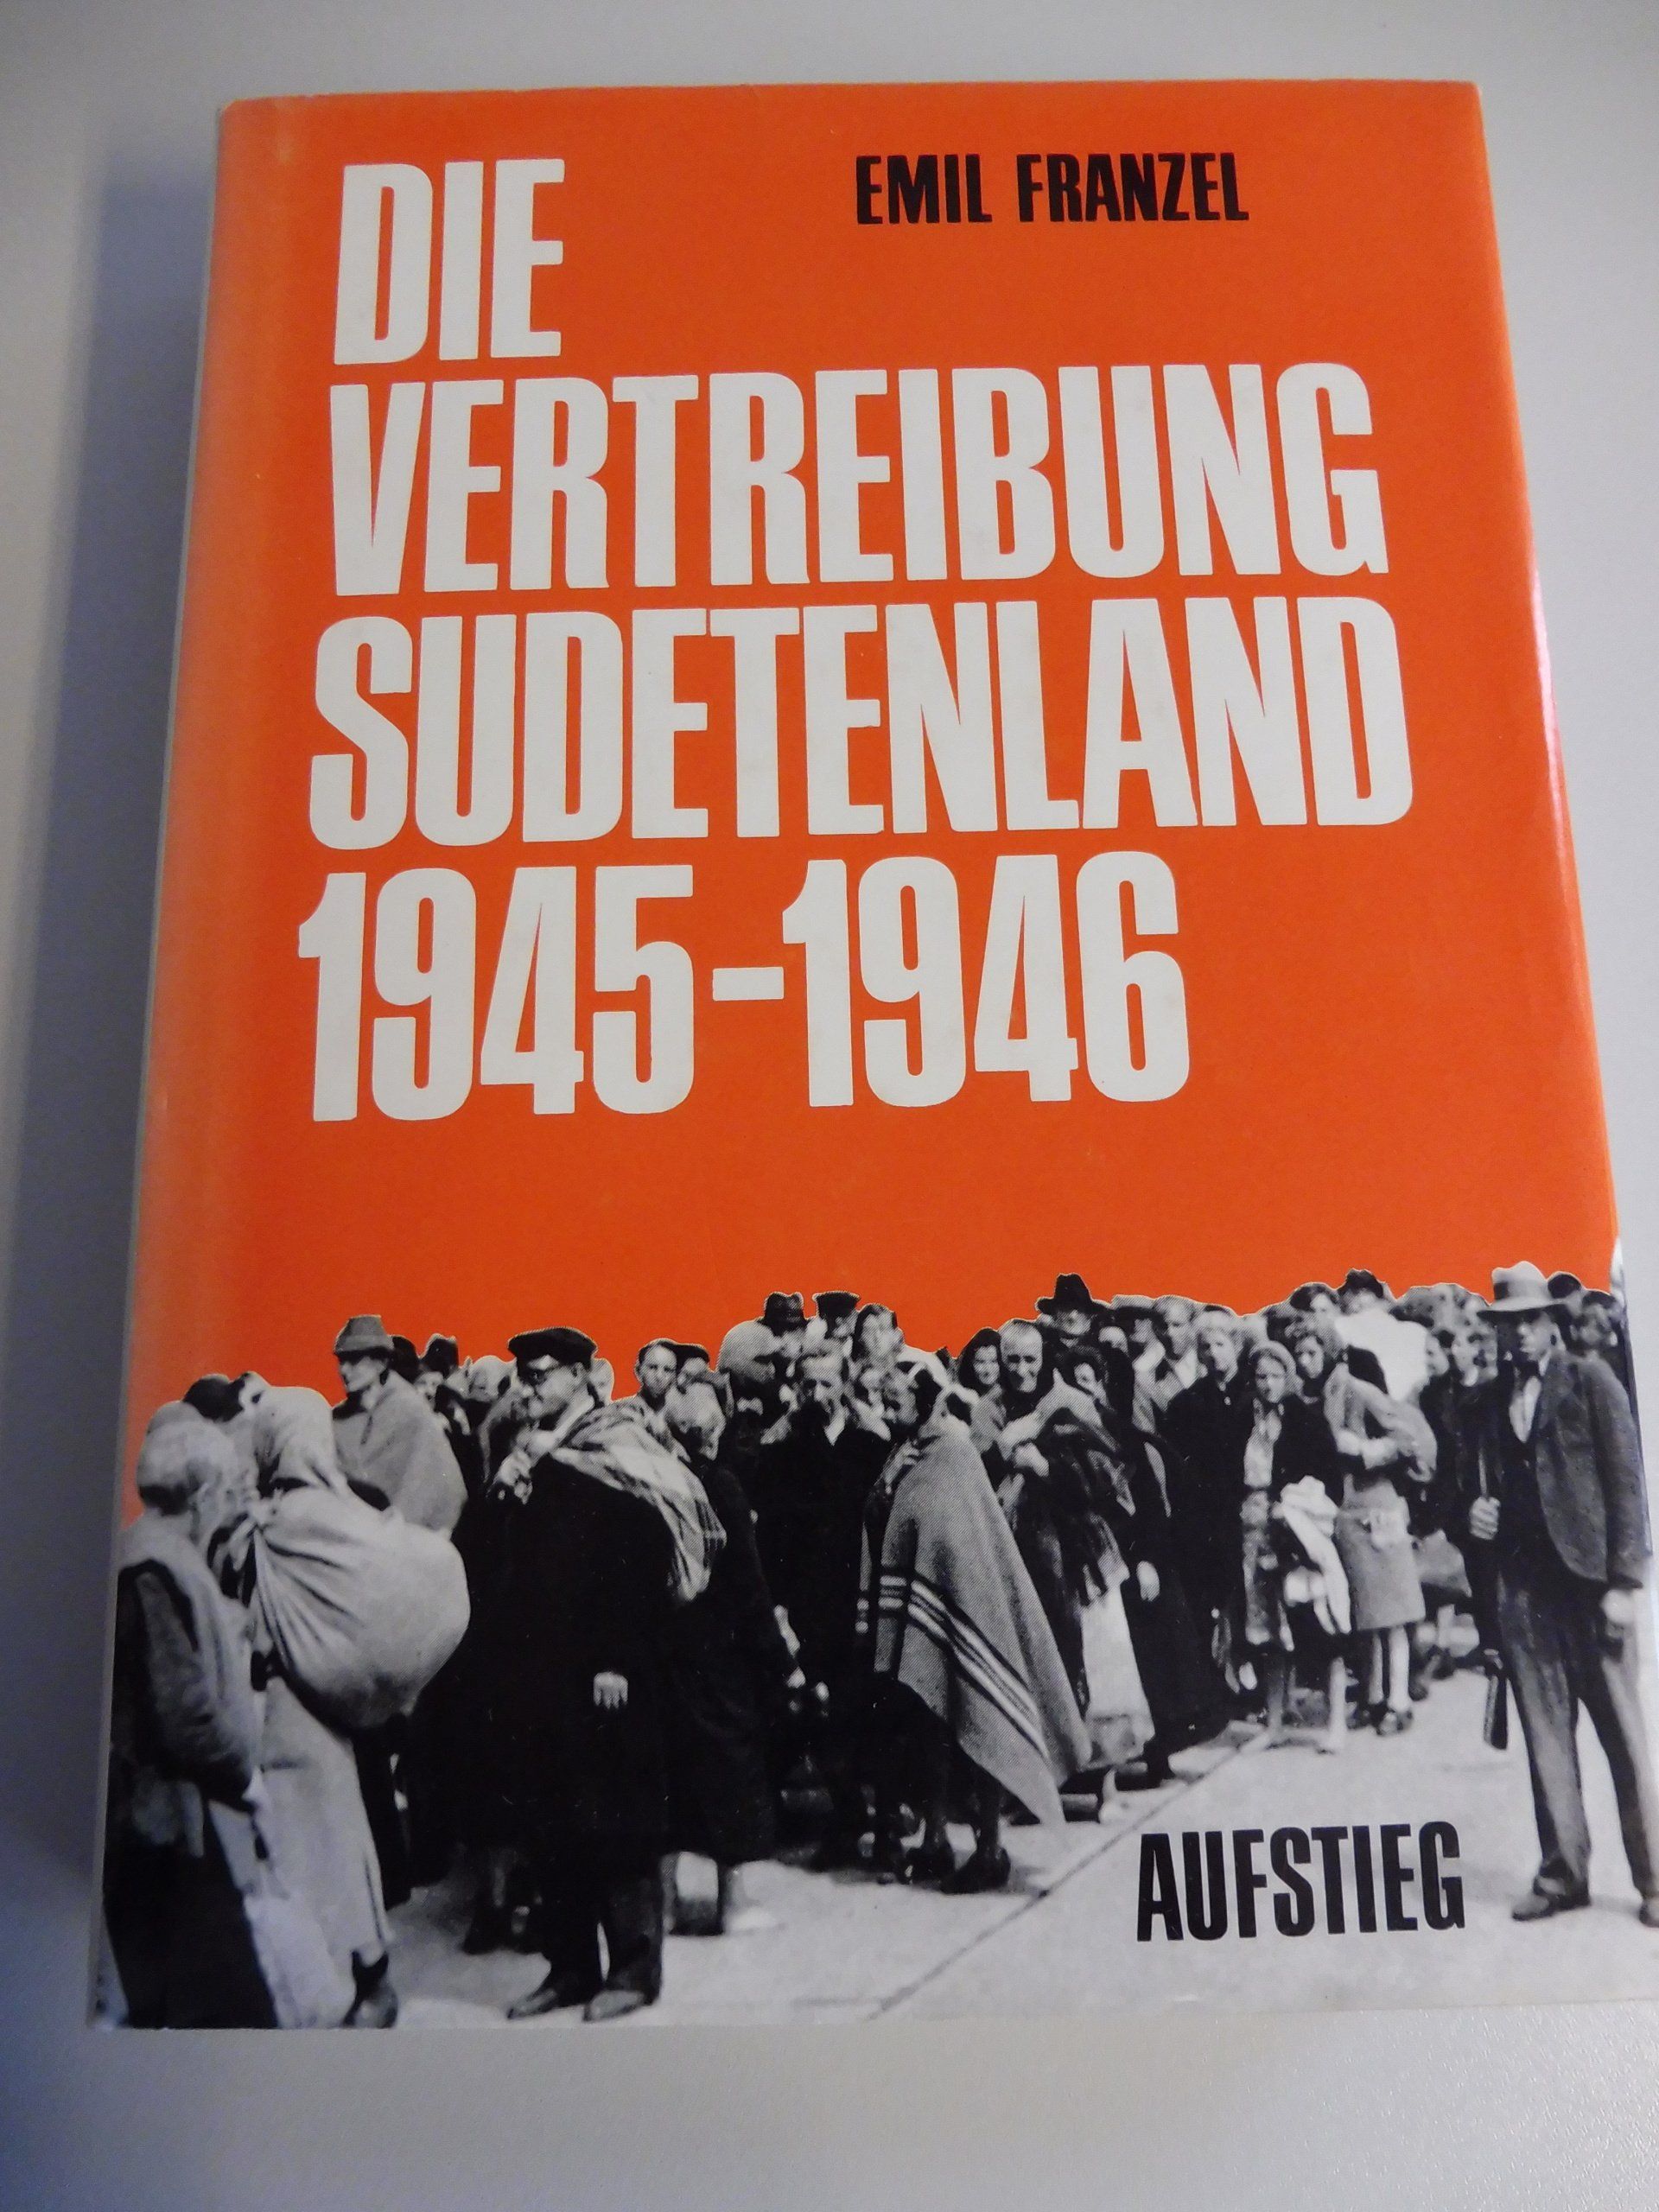 EMIL FRANZEL
DIE
VERTREIBUNG
SUDETENLAND
1945-1946
AUFSTIEG